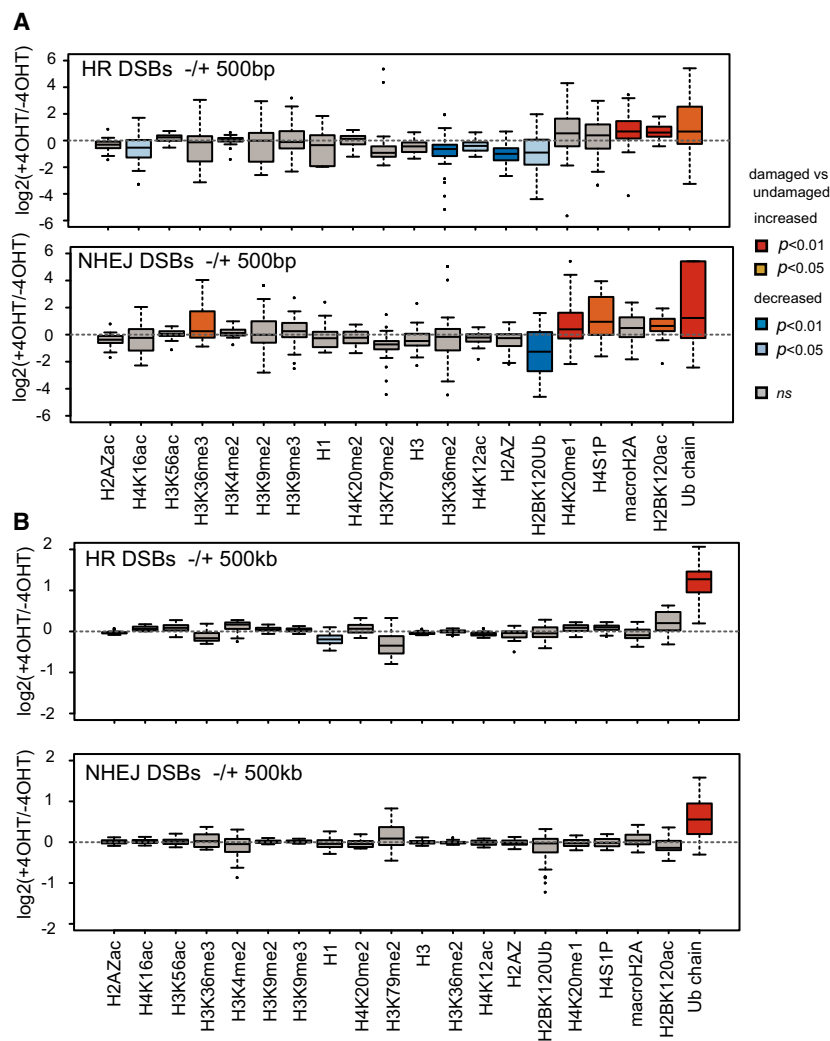 A
HR DSBs -/+ 500bp
log2(+4OHT/-4OHT)
6
4
2
0
-2
-4
-6
NHEJ DSBs -/+ 500bp
log2(+4OHT/-4OHT)
6
4
2
0
-2
-4
-6
H2AZac
H4K16ac
H3K56ac
H3K36me3
H3K4me2
H3K9me2
H3K9me3
H1
H4K20me2
H3K79me2
H3
H3K36me2
H4K12ac
H2AZ
H2BK120Ub
H4K20me1
H4S1P
macroH2A
H2BK120ac
Ub chain
damaged vs
undamaged
increased
p<0.01
p<0.05
decreased
p<0.01
p<0.05
ns
B
HR DSBs -/+ 500kb
log2(+4OHT/-4OHT)
2
1
0
-1
-2
NHEJ DSBs -/+ 500kb
log2(+4OHT/-4OHT)
2
1
0
-1
-2
H2AZac
H4K16ac
H3K56ac
H3K36me3
H3K4me2
H3K9me2
H3K9me3
H1
H4K20me2
H3K79me2
H3
H3K36me2
H4K12ac
H2AZ
H2BK120Ub
H4K20me1
H4S1P
macroH2A
H2BK120ac
Ub chain